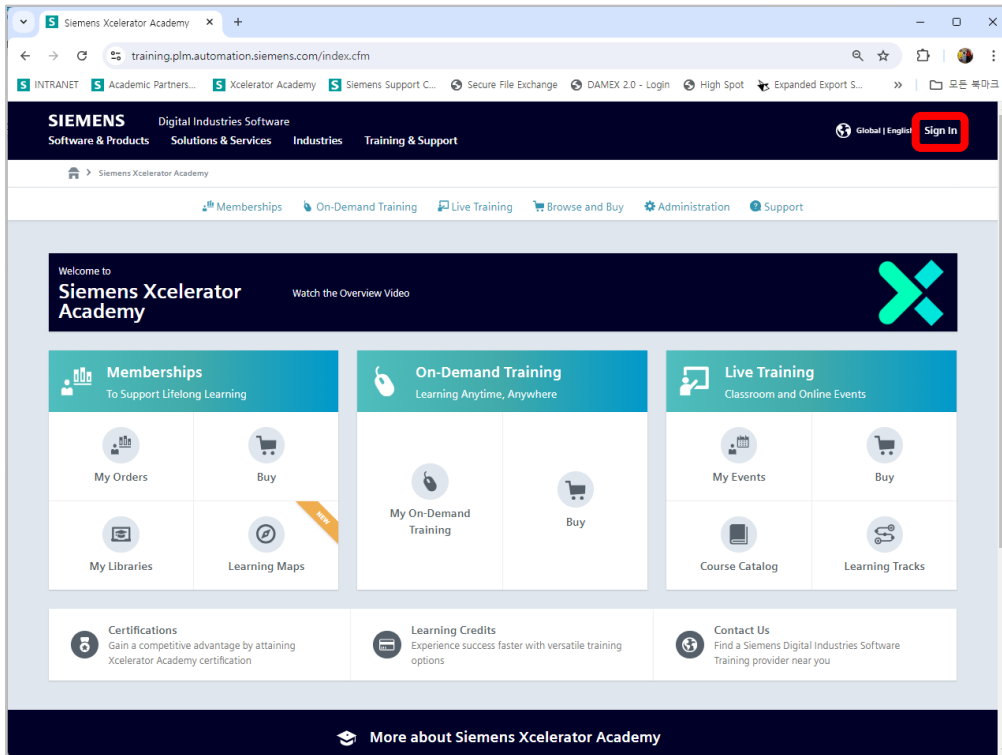 Siemens Xcelerator Academy
training.plm.automation.siemens.com/index.cfm
INTRANET S Academic Partners... S Xcelerator Academy S Siemens Support C... Secure File Exchange DAMEX 2.0 - Login High Spot Expanded Export S... » 모든 북마크
SIEMENS Digital Industries Software
Global | English Sign In
Software & Products Solutions & Services Industries Training & Support
Siemens Xcelerator Academy
Memberships On-Demand Training Live Training Browse and Buy Administration Support
Welcome to
Siemens Xcelerator
Academy
Watch the Overview Video
Memberships
To Support Lifelong Learning
My Orders
Buy
NEW
My Libraries
Learning Maps
On-Demand Training
Learning Anytime, Anywhere
My On-Demand
Training
Buy
Live Training
Classroom and Online Events
My Events
Buy
Course Catalog
Learning Tracks
Certifications
Gain a competitive advantage by attaining
Xcelerator Academy certification
Learning Credits
Experience success faster with versatile training
options
Contact Us
Find a Siemens Digital Industries Software
Training provider near you
More about Siemens Xcelerator Academy